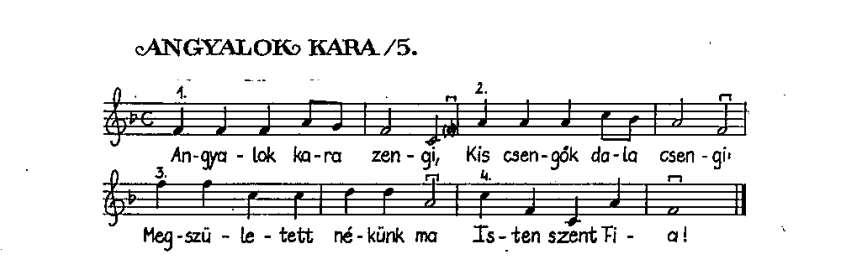 ANGYALOK KARA /5.
1. 2.
An-gya - lok ka-ra zen-gi, Kis csen-gők da-la csen-gi:
3. 4.
Meg-szü - le - tett né-künk ma Is-ten szent Fi - a!